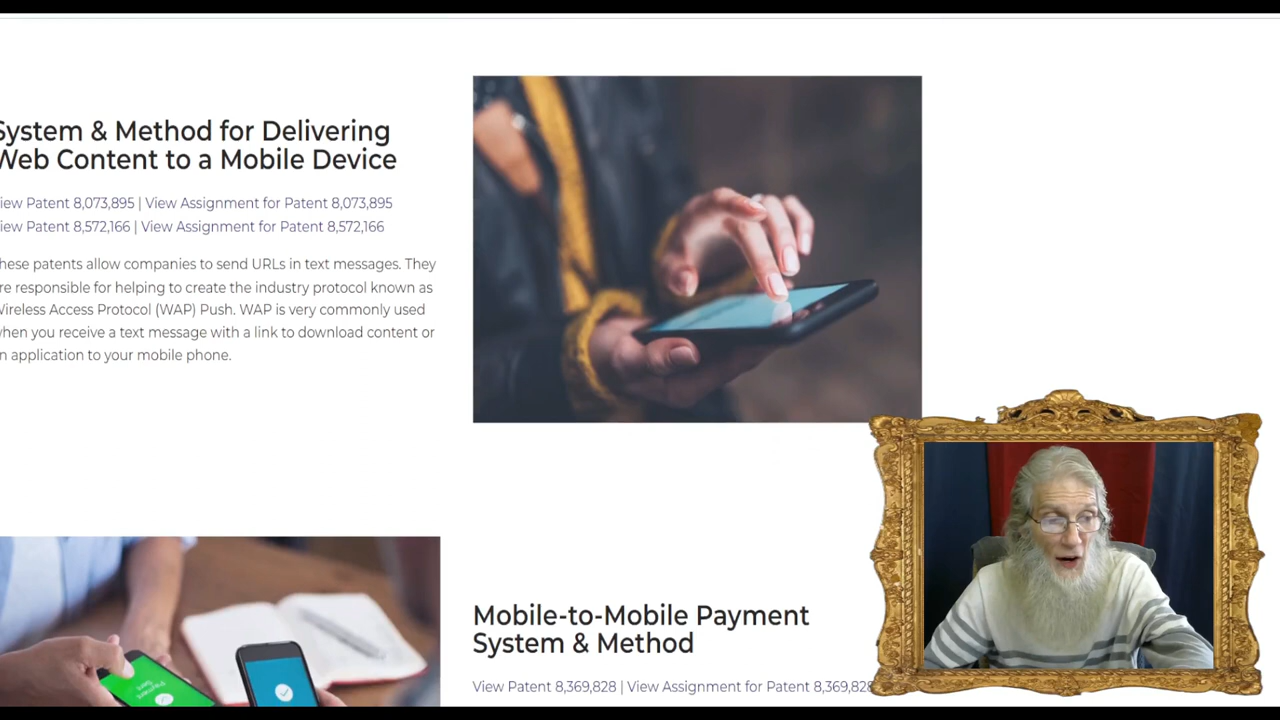 System & Method for Delivering
Web Content to a Mobile Device
iew Patent 8,073,895 | View Assignment for Patent 8,073,895
iew Patent 8,572,166 | View Assignment for Patent 8,572,166
hese patents allow companies to send URLs in text messages. They
re responsible for helping to create the industry protocol known as
Wireless Access Protocol (WAP) Push. WAP is very commonly used
when you receive a text message with a link to download content or
n application to your mobile phone.
Mobile-to-Mobile Payment
System & Method
View Patent 8,369,828 | View Assignment for Patent 8,369,828